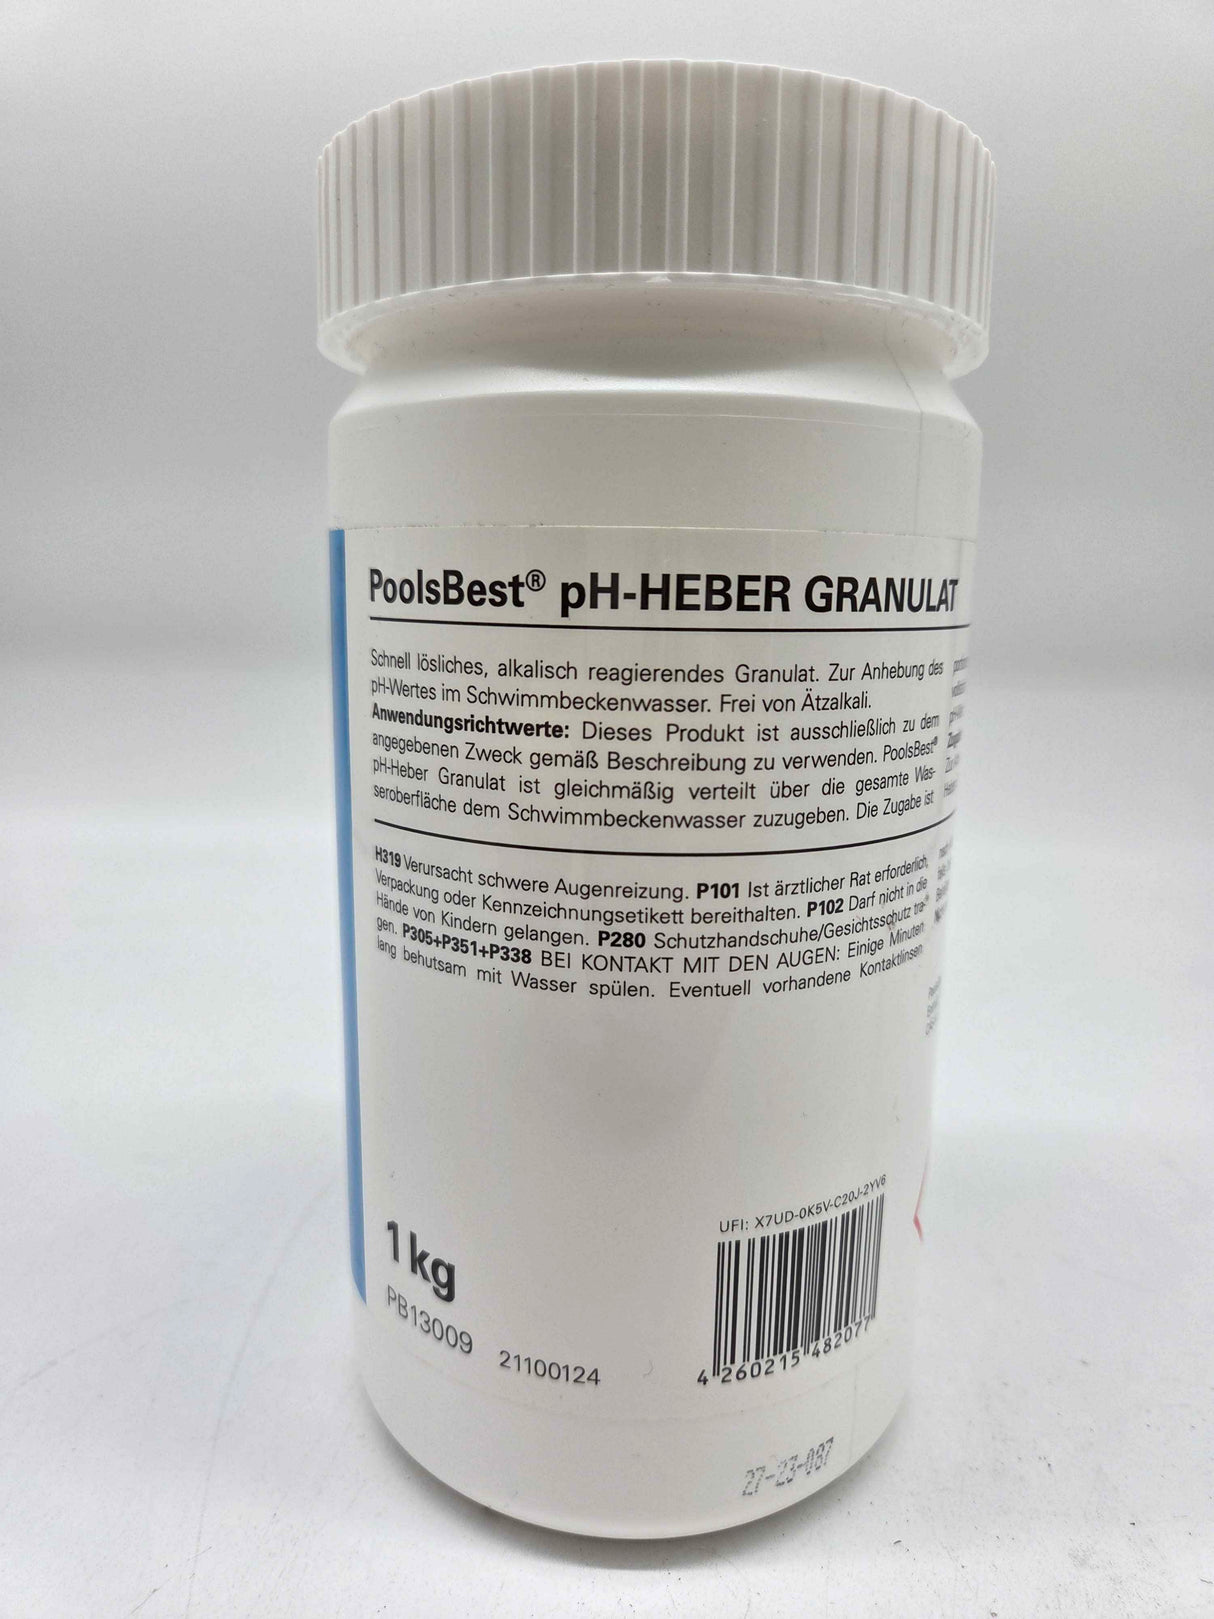 PoolsBest® pH-HEBER GRANULAT
Schnell lösliches, alkalisch reagierendes Granulat. Zur Anhebung des
pH-Wertes im Schwimmbeckenwasser. Frei von Ätzalkali.
Anwendungsrichtwerte: Dieses Produkt ist ausschließlich zu dem
angegebenen Zweck gemäß Beschreibung zu verwenden. PoolsBest®
pH-Heber Granulat ist gleichmäßig verteilt über die gesamte Was-
seroberfläche dem Schwimmbeckenwasser zuzugeben. Die Zugabe ist
H319 Verursacht schwere Augenreizung. P101 Ist ärztlicher Rat erforderlich,
Verpackung oder Kennzeichnungsetikett bereithalten. P102 Darf nicht in die
Hände von Kindern gelangen. P280 Schutzhandschuhe/Gesichtsschutz tra-
gen. P305+P351+P338 BEI KONTAKT MIT DEN AUGEN: Einige Minuten
lang behutsam mit Wasser spülen. Eventuell vorhandene Kontaktlinsen
UFI: X7UD-0K5V-C20J-2YV6
1 kg
PB13009
21100124
4 260215 482077
27-23-087